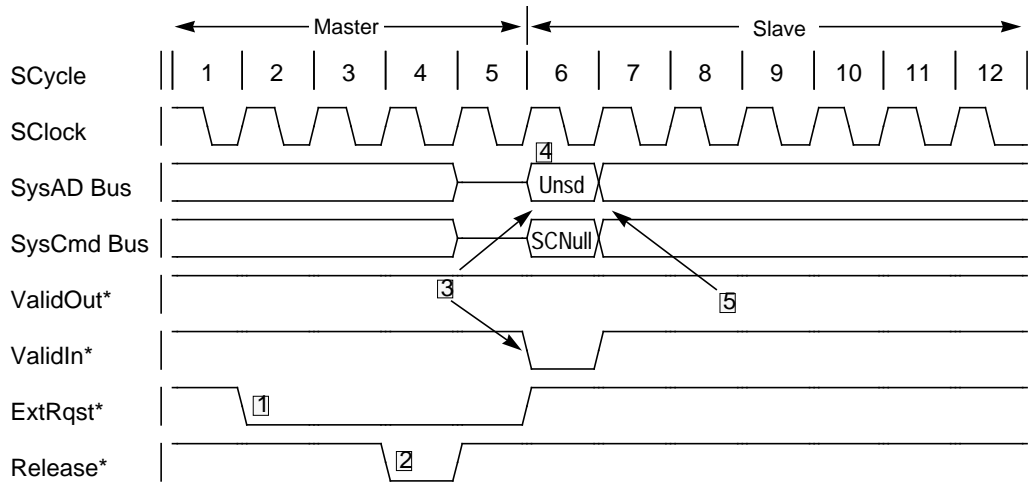 Master Slave
SCycle 1 2 3 4 5 6 7 8 9 10 11 12
SClock
4
SysAD Bus Unsd
SysCmd Bus SCNull
ValidOut* 3 5
ValidIn*
ExtRqst* 1
Release* 2